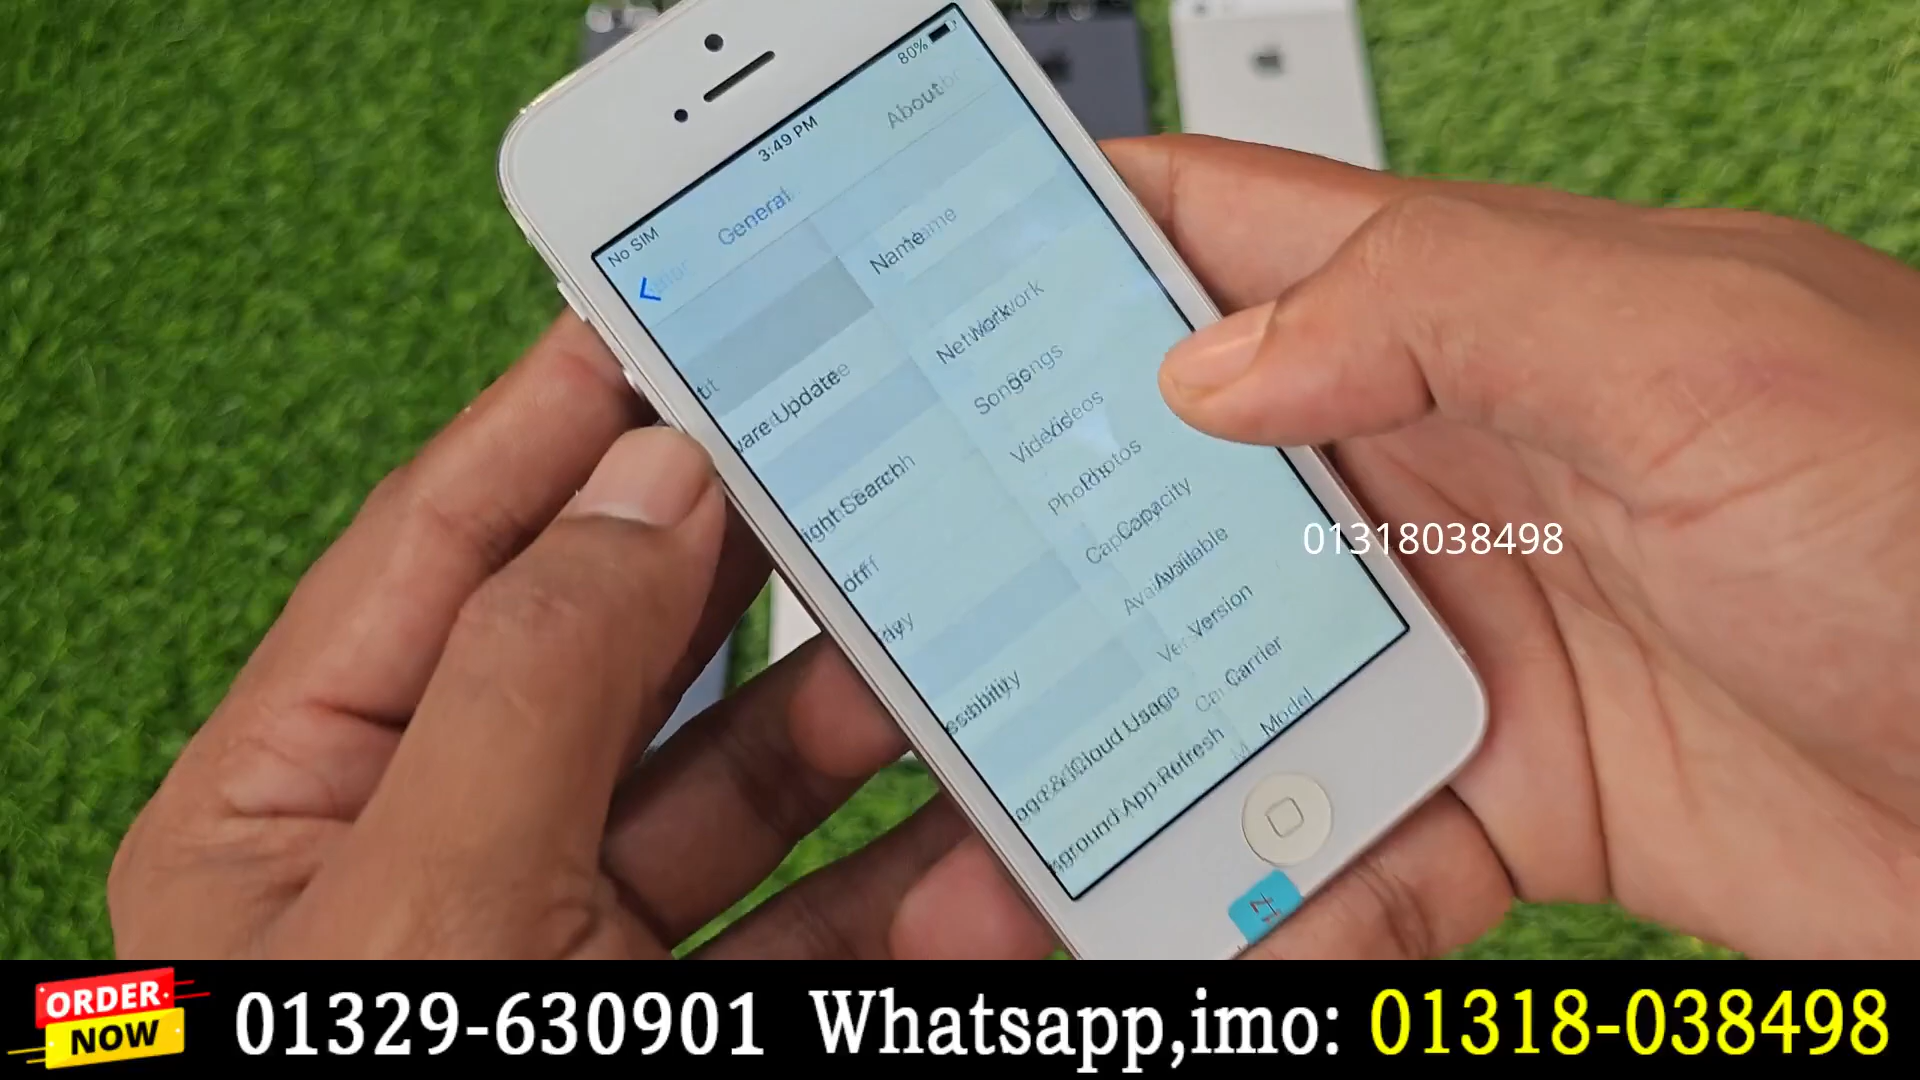 No SIM
3:49 PM
80%
General
About
Name
Update
Network
Songs
Search
Videos
Photos
Capacity
Available
Version
Cloud Usage
Carrier
App Refresh
Model
01318038498
ORDER
NOW
01329-630901 Whatsapp,imo: 01318-038498